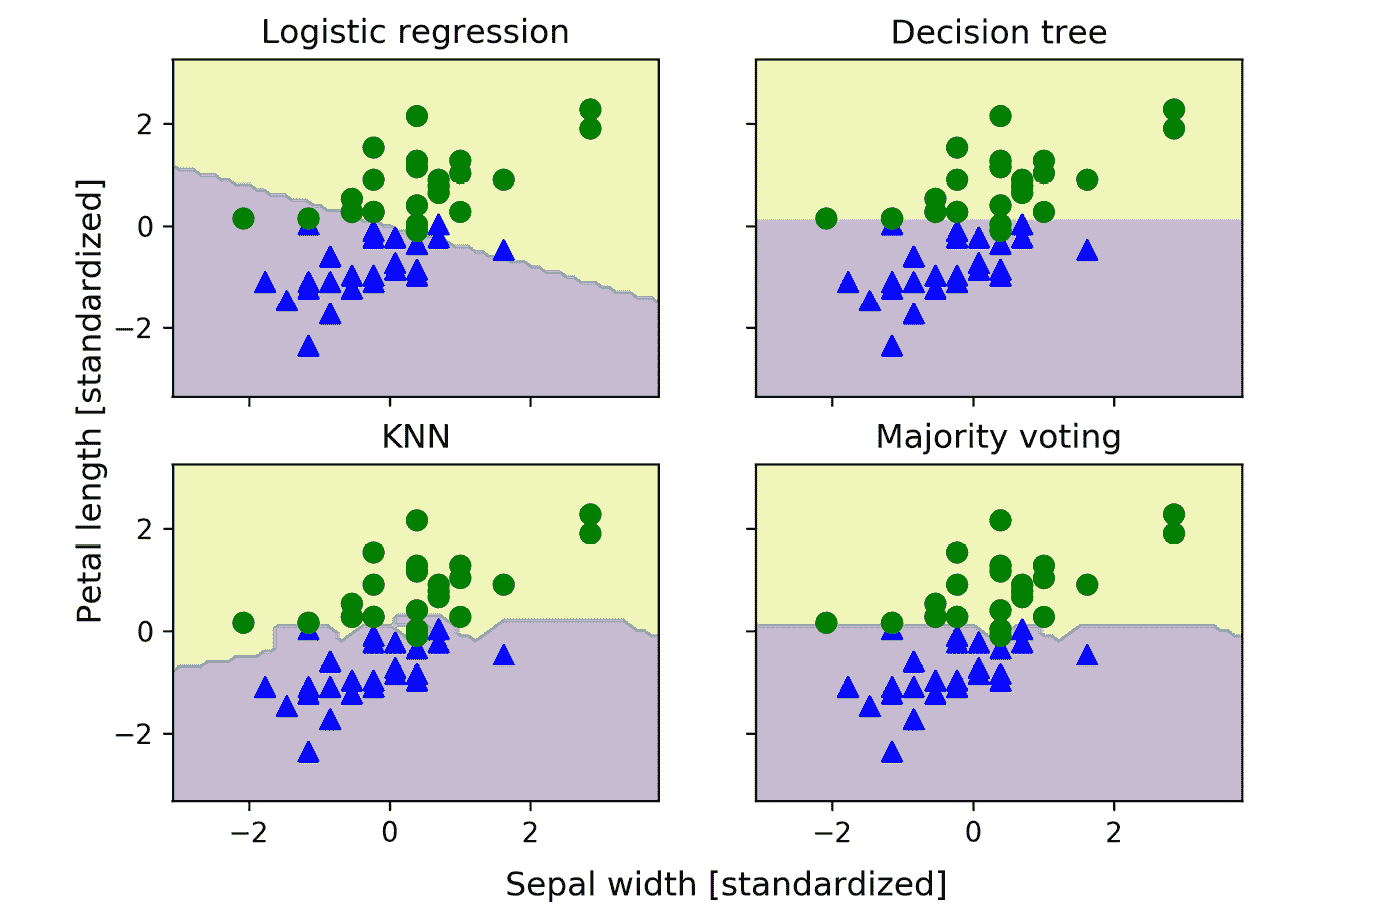 Logistic regression
Decision tree
2
0
−2
KNN
Majority voting
2
0
−2
−2 0 2
−2 0 2
Petal length [standardized]
Sepal width [standardized]